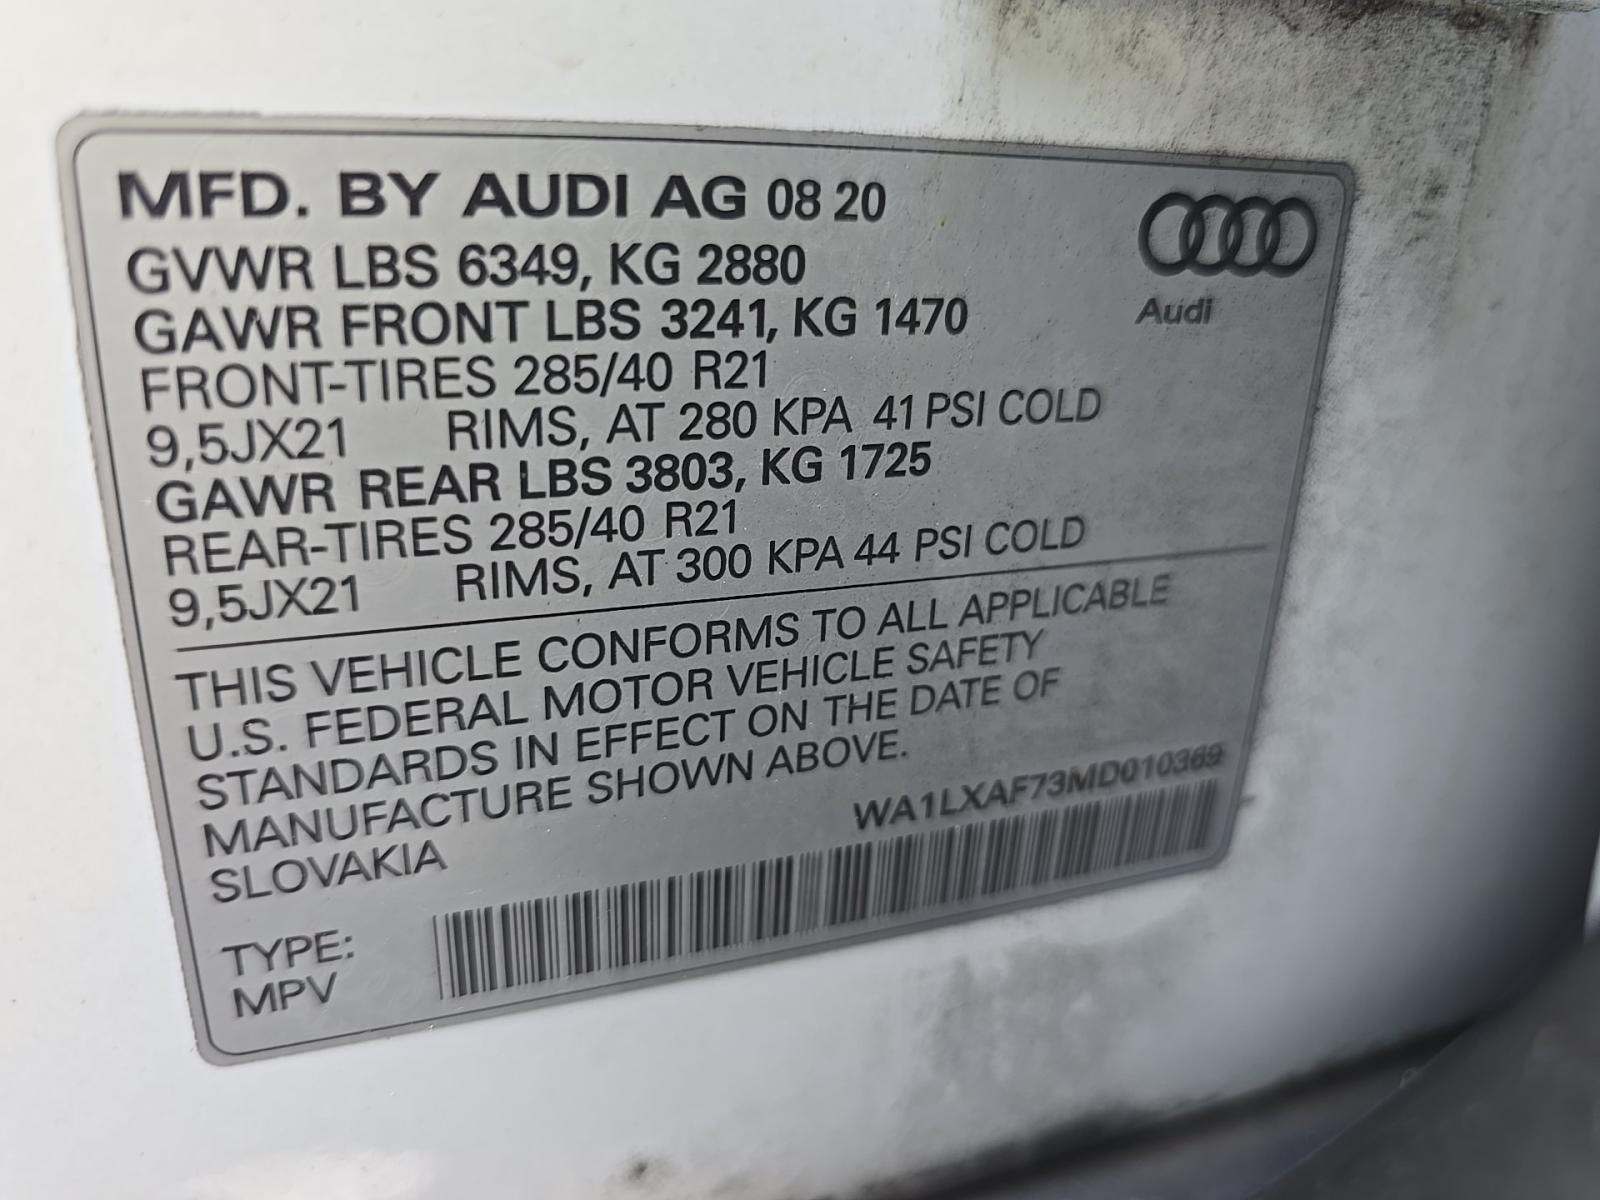 MFD. BY AUDI AG 08 20
GVWR LBS 6349, KG 2880
GAWR FRONT LBS 3241, KG 1470
FRONT-TIRES 285/40 R21
9,5JX21 RIMS, AT 280 KPA 41 PSI COLD
GAWR REAR LBS 3803, KG 1725
REAR-TIRES 285/40 R21
9,5JX21 RIMS, AT 300 KPA 44 PSI COLD
Audi
THIS VEHICLE CONFORMS TO ALL APPLICABLE
U.S. FEDERAL MOTOR VEHICLE SAFETY
STANDARDS IN EFFECT ON THE DATE OF
MANUFACTURE SHOWN ABOVE.
SLOVAKIA
WA1LXAF73MD010369
TYPE:
MPV